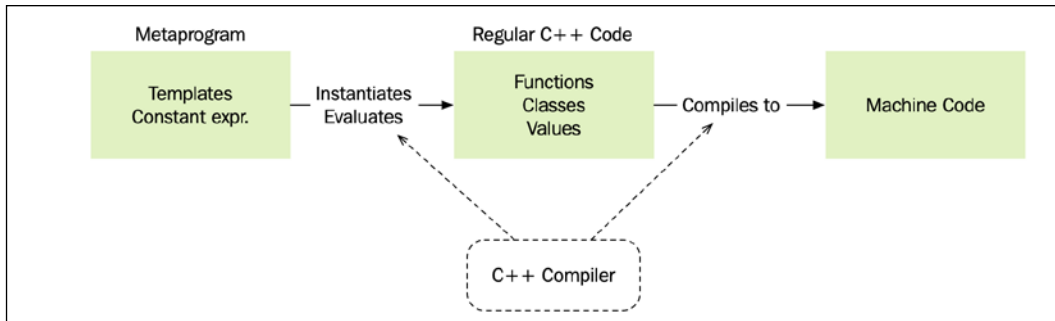 Metaprogram
Regular C++ Code
Templates
Constant expr.
Instantiates
Evaluates
Functions
Classes
Values
Compiles to
Machine Code
C++ Compiler